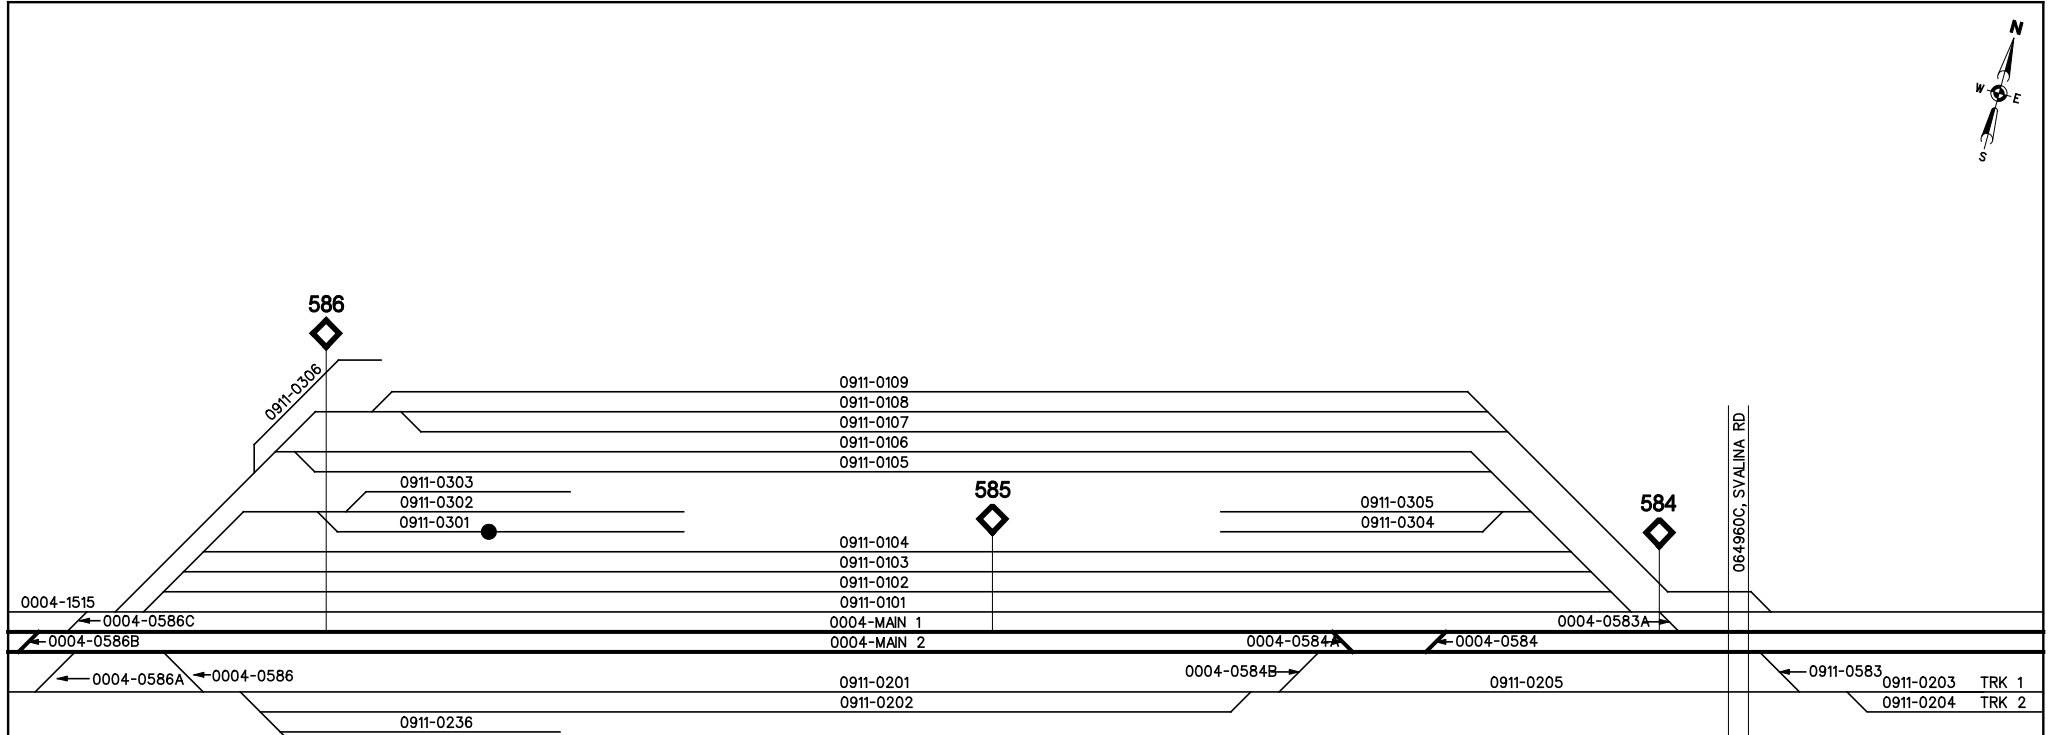 N
W
E
S
586
0911-0306
0911-0109
0911-0108
0911-0107
0911-0106
0911-0105
0911-0303
0911-0302
0911-0301
585
0911-0305
0911-0304
584
064960C, SVALINA RD
0911-0104
0911-0103
0911-0102
0004-1515
0911-0101
0004-0586C
0004-MAIN 1
0004-0583A
0004-0586B
0004-MAIN 2
0004-0584A
0004-0584
0004-0586A
0004-0586
0004-0584B
0911-0583
0911-0201
0911-0205
0911-0203 TRK 1
0911-0202
0911-0204 TRK 2
0911-0236